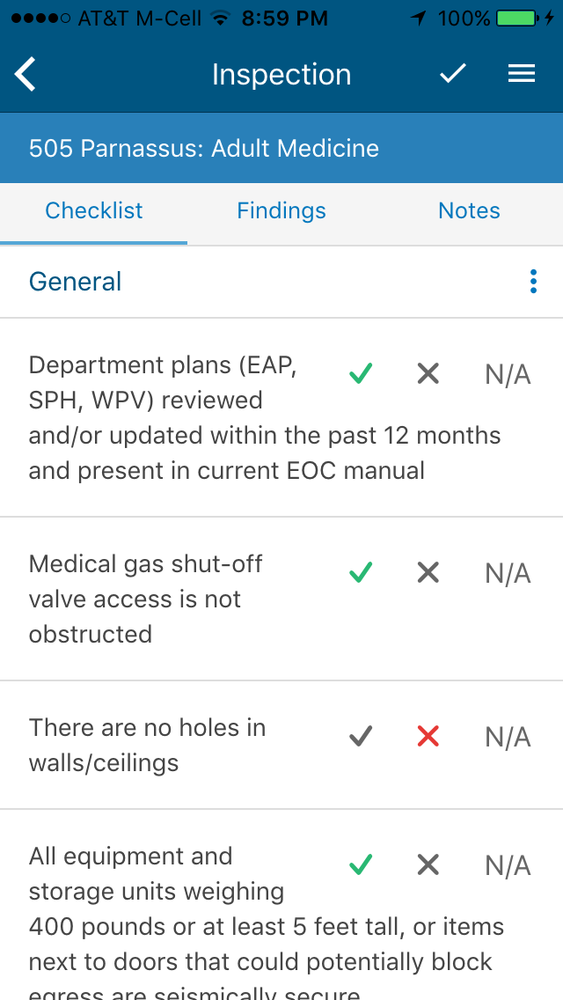 AT&T M-Cell 8:59 PM 100%
Inspection
505 Parnassus: Adult Medicine
Checklist Findings Notes
General
Department plans (EAP, N/A
SPH, WPV) reviewed
and/or updated within the past 12 months
and present in current EOC manual
Medical gas shut-off N/A
valve access is not
obstructed
There are no holes in N/A
walls/ceilings
All equipment and N/A
storage units weighing
400 pounds or at least 5 feet tall, or items
next to doors that could potentially block
egress are seismically secure